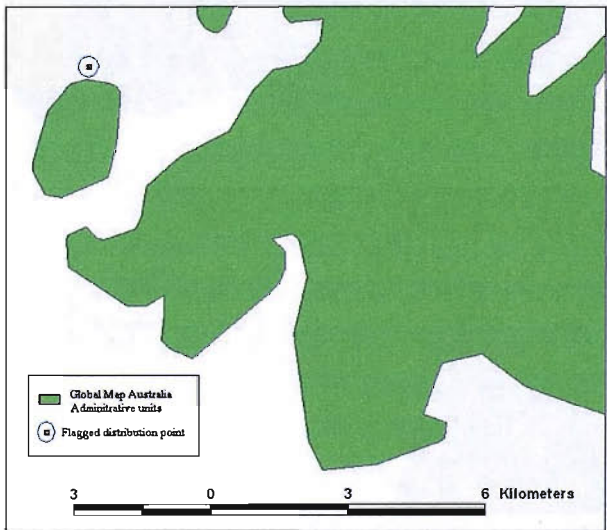 Global Map Australia
Adminitrative units
Flagged distribution point
3 0 3 6 Kilometers